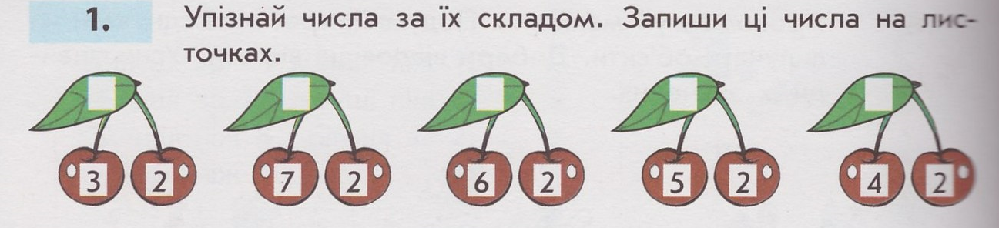 1. Упізнай числа за їх складом. Запиши ці числа на лис-
точках.
3 2 7 2 6 2 5 2 4 2